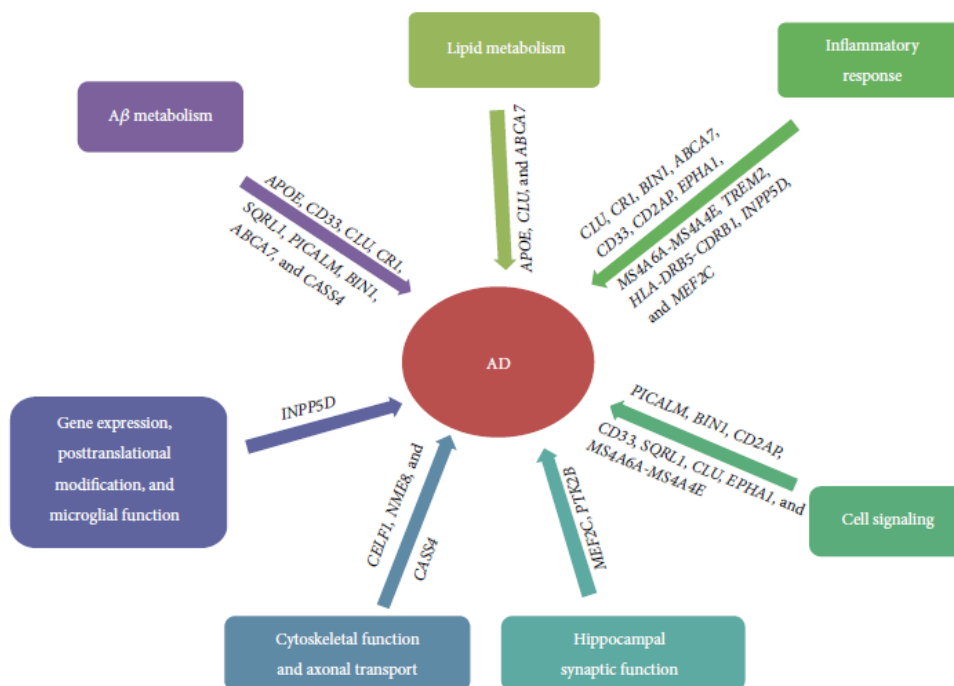 Lipid metabolism
Inflammatory
response
Aβ metabolism
APOE, CLU, and ABCA7
CLU, CR1, BIN1, ABCA7,
CD33, CD2AP, EPHA1,
MS4A6A-MS4A4E, TREM2,
HLA-DRB5-CDRB1, INPP5D,
and MEF2C
APOE, CD33, CLU, CR1,
SQRL1, PICALM, BIN1,
ABCA7, and CASS4
AD
Gene expression,
posttranslational
modification, and
microglial function
INPP5D
PICALM, BIN1, CD2AP,
CD33, SQRL1, CLU, EPHA1, and
MS4A6A-MS4A4E
Cell signaling
CELF1, NME8, and
CASS4
MEF2C, PTK2B
Cytoskeletal function
and axonal transport
Hippocampal
synaptic function